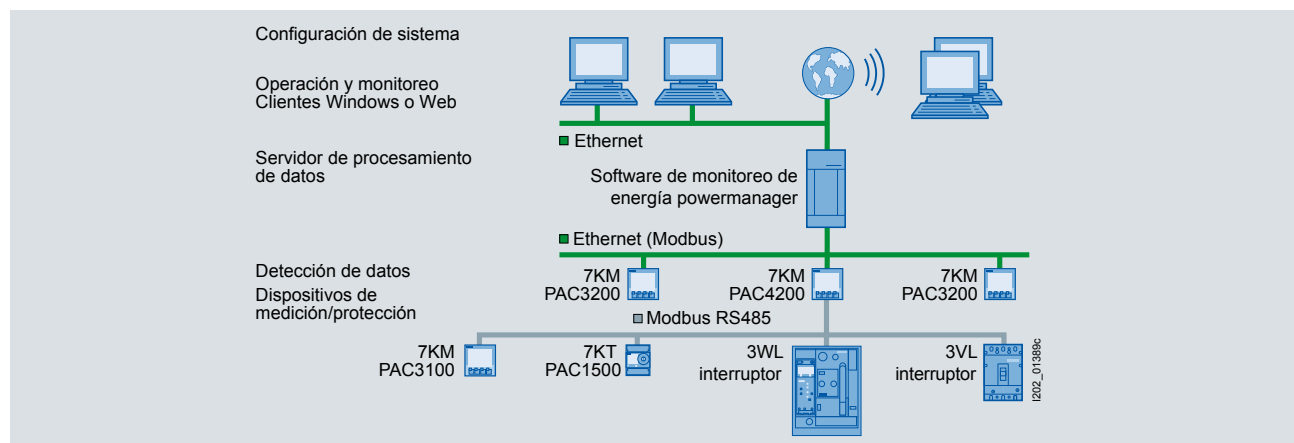 Configuración de sistema
Operación y monitoreo
Clientes Windows o Web
Ethernet
Servidor de procesamiento
de datos
Software de monitoreo de
energía powermanager
Ethernet (Modbus)
Detección de datos
Dispositivos de
medición/protección
7KM
PAC3200
7KM
PAC4200
7KM
PAC3200
Modbus RS485
7KM
PAC3100
7KT
PAC1500
3WL
interruptor
3VL
interruptor
I202_01389c